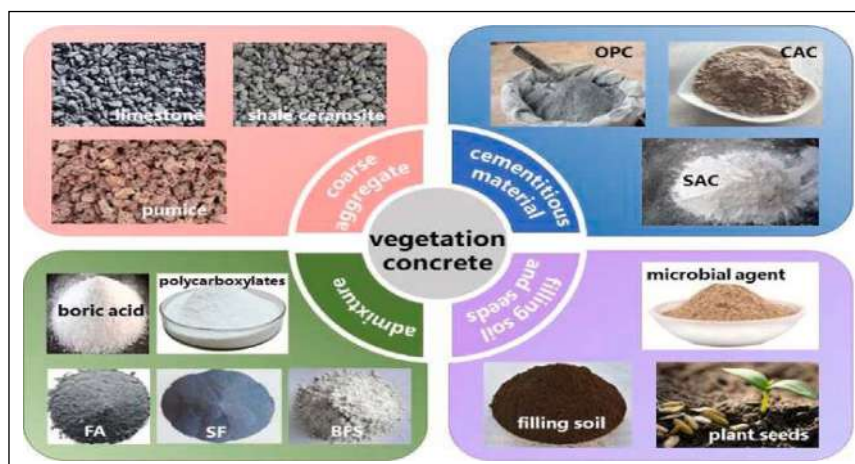 limestone
shale ceramsite
pumice
coarse
aggregate
OPC
CAC
SAC
cementitious
material
vegetation
concrete
boric acid
polycarboxylates
FA
SF
BFS
admixture
filling soil
and seeds
microbial agent
filling soil
plant seeds